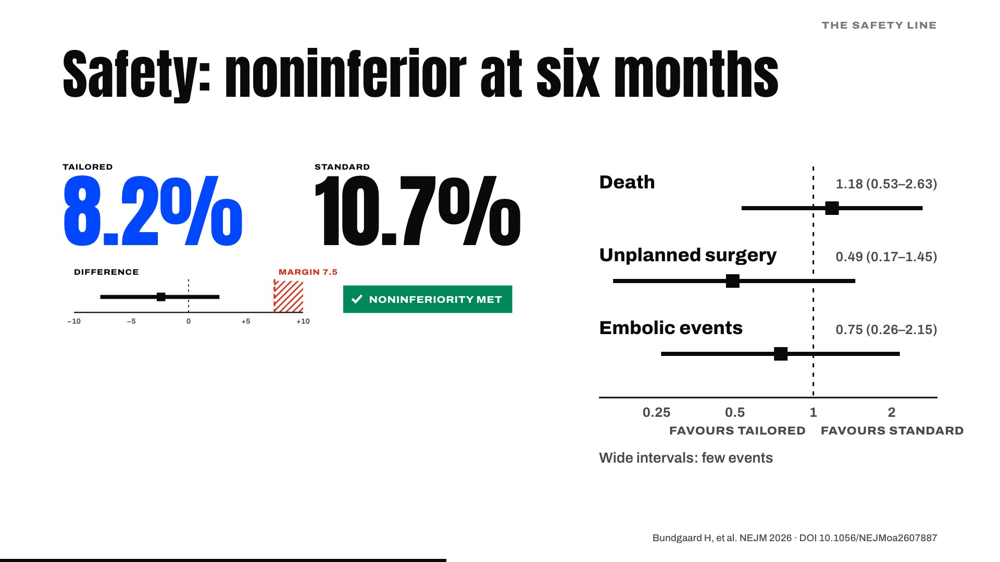 THE SAFETY LINE
Safety: noninferior at six months
TAILORED
8.2%
STANDARD
10.7%
DIFFERENCE
MARGIN 7.5
−10 −5 0 +5 +10
NONINFERIORITY MET
Death 1.18 (0.53–2.63)
Unplanned surgery 0.49 (0.17–1.45)
Embolic events 0.75 (0.26–2.15)
0.25 0.5 1 2
FAVOURS TAILORED FAVOURS STANDARD
Wide intervals: few events
Bundgaard H, et al. NEJM 2026 · DOI 10.1056/NEJMoa2607887